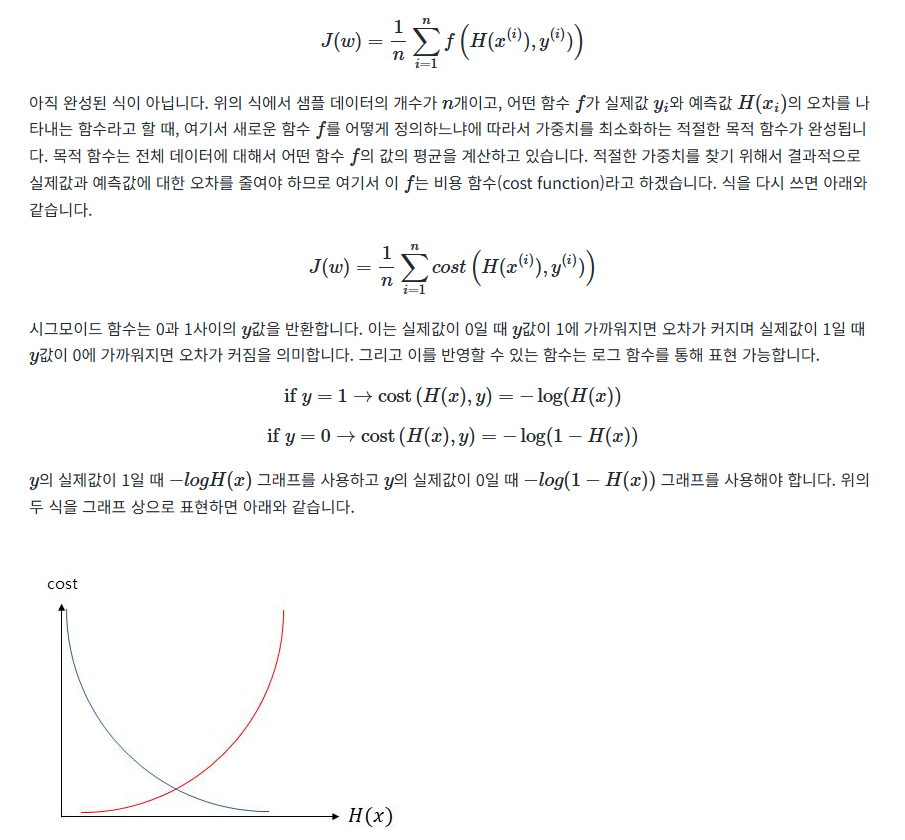 J(w) = \frac{1}{n} \sum_{i=1}^{n} f\left(H(x^{(i)}), y^{(i)})\right)
아직 완성된 식이 아닙니다. 위의 식에서 샘플 데이터의 개수가 n개이고, 어떤 함수 f가 실제값 y_i와 예측값 H(x_i)의 오차를 나
타내는 함수라고 할 때, 여기서 새로운 함수 f를 어떻게 정의하느냐에 따라서 가중치를 최소화하는 적절한 목적 함수가 완성됩니
다. 목적 함수는 전체 데이터에 대해서 어떤 함수 f의 값의 평균을 계산하고 있습니다. 적절한 가중치를 찾기 위해서 결과적으로
실제값과 예측값에 대한 오차를 줄여야 하므로 여기서 이 f는 비용 함수(cost function)라고 하겠습니다. 식을 다시 쓰면 아래와
같습니다.
J(w) = \frac{1}{n} \sum_{i=1}^{n} cost\left(H(x^{(i)}), y^{(i)})\right)
시그모이드 함수는 0과 1사이의 y값을 반환합니다. 이는 실제값이 0일 때 y값이 1에 가까워지면 오차가 커지며 실제값이 1일 때
y값이 0에 가까워지면 오차가 커짐을 의미합니다. 그리고 이를 반영할 수 있는 함수는 로그 함수를 통해 표현 가능합니다.
if y = 1 → cost (H(x), y) = − log(H(x))
if y = 0 → cost (H(x), y) = − log(1 − H(x))
y의 실제값이 1일 때 −logH(x) 그래프를 사용하고 y의 실제값이 0일 때 −log(1 − H(x)) 그래프를 사용해야 합니다. 위의
두 식을 그래프 상으로 표현하면 아래와 같습니다.
cost
H(x)